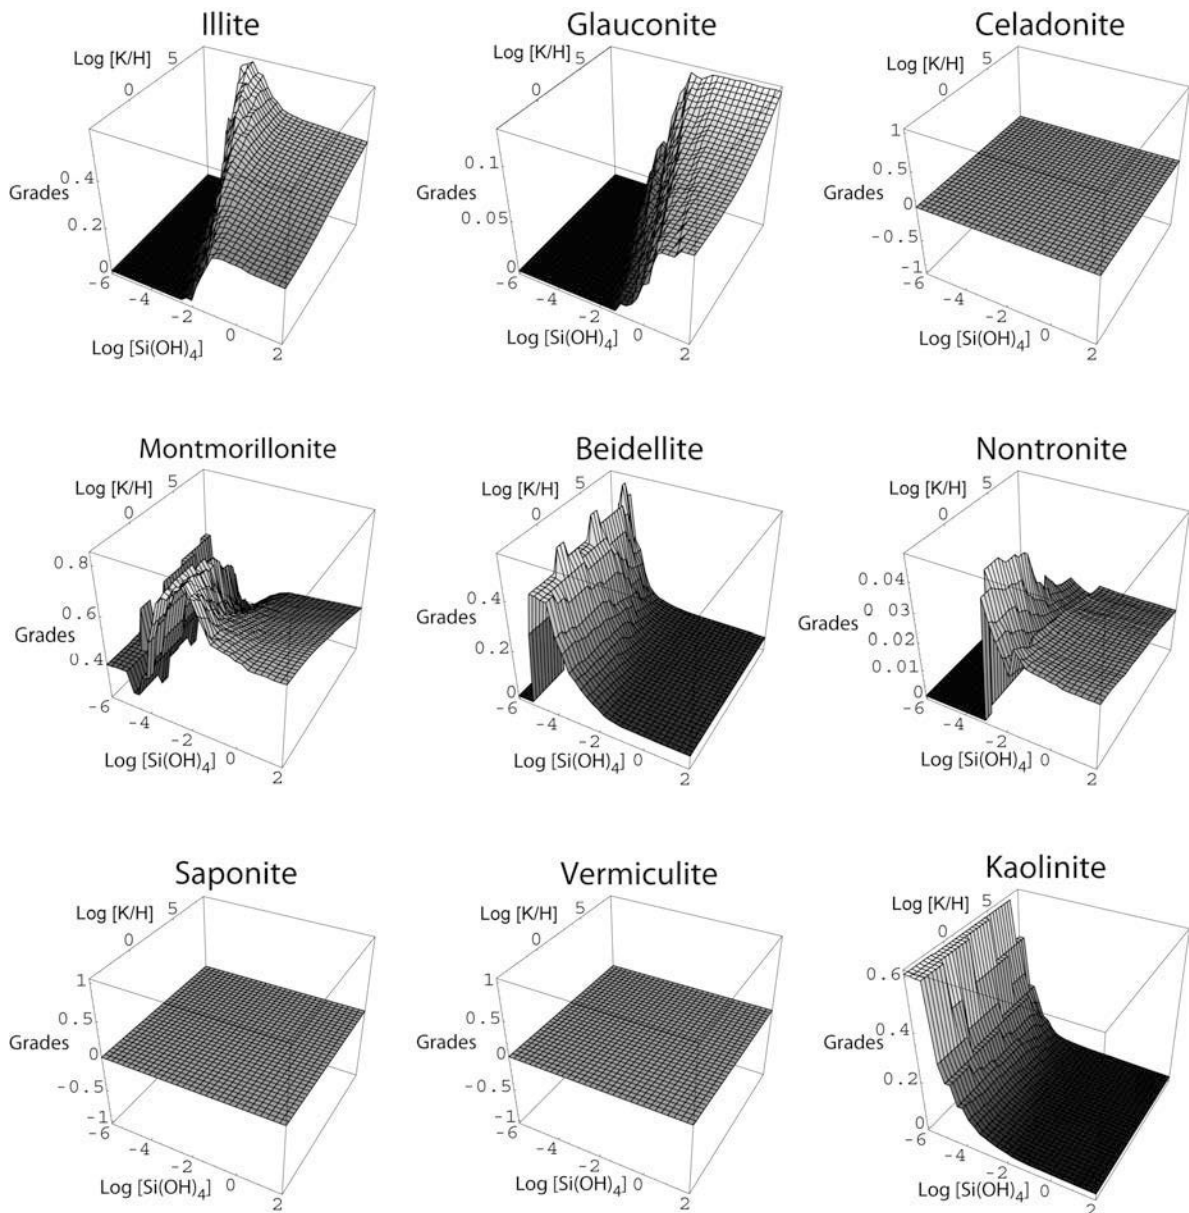 Illite
Glauconite
Celadonite
Log [K/H]
5
0
0.4
Grades
0.2
0
-6
-4
-2
0
2
Log [Si(OH)4]
Log [K/H]
5
0
0.1
Grades
0.05
0
-6
-4
-2
0
2
Log [Si(OH)4]
Log [K/H]
5
0
1
0.5
Grades
0
-0.5
-1
-6
-4
-2
0
2
Log [Si(OH)4]
Montmorillonite
Beidellite
Nontronite
Log [K/H]
5
0
0.8
0.6
Grades
0.4
-6
-4
-2
0
2
Log [Si(OH)4]
Log [K/H]
5
0
0.4
Grades
0.2
0
-6
-4
-2
0
2
Log [Si(OH)4]
Log [K/H]
5
0
0.04
0 03
Grades
0.02
0.01
0
-6
-4
-2
0
2
Log [Si(OH)4]
Saponite
Vermiculite
Kaolinite
Log [K/H]
5
0
1
0.5
Grades
0
-0.5
-1
-6
-4
-2
0
2
Log [Si(OH)4]
Log [K/H]
5
0
1
0.5
Grades
0
-0.5
-1
-6
-4
-2
0
2
Log [Si(OH)4]
Log [K/H]
5
0
0.6
0.4
Grades
0.2
0
-6
-4
-2
0
2
Log [Si(OH)4]